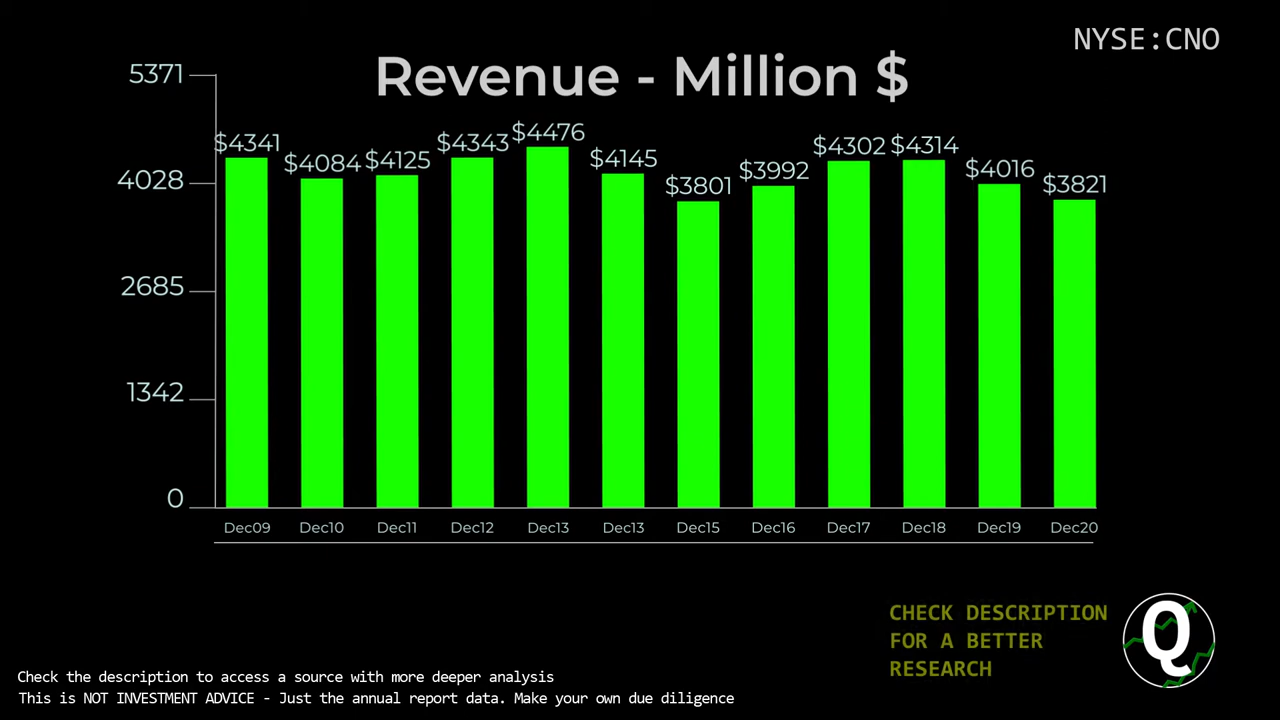 NYSE:CNO
Revenue - Million $
5371
4028
2685
1342
0
$4341 $4084 $4125 $4343 $4476 $4145 $3801 $3992 $4302 $4314 $4016 $3821
Dec09 Dec10 Dec11 Dec12 Dec13 Dec13 Dec15 Dec16 Dec17 Dec18 Dec19 Dec20
CHECK DESCRIPTION
FOR A BETTER
RESEARCH
Q
Check the description to access a source with more deeper analysis
This is NOT INVESTMENT ADVICE - Just the annual report data. Make your own due diligence